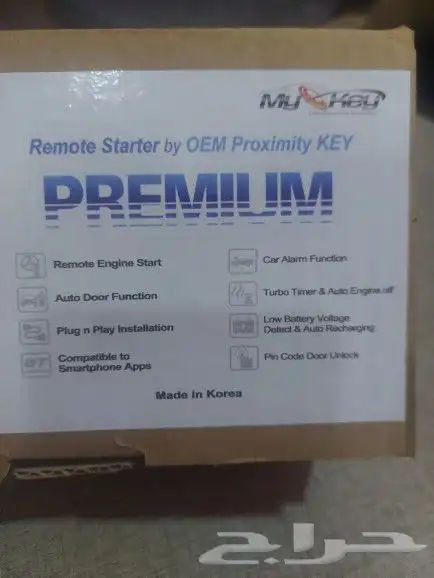 My Key
Remote Starter by OEM Proximity KEY
PREMIUM
Remote Engine Start
Auto Door Function
Plug n Play Installation
Compatible to
Smartphone Apps
Car Alarm Function
Turbo Timer & Auto Engine off
Low Battery Voltage
Detect & Auto Recharging
Pin Code Door Unlock
Made in Korea
حراج